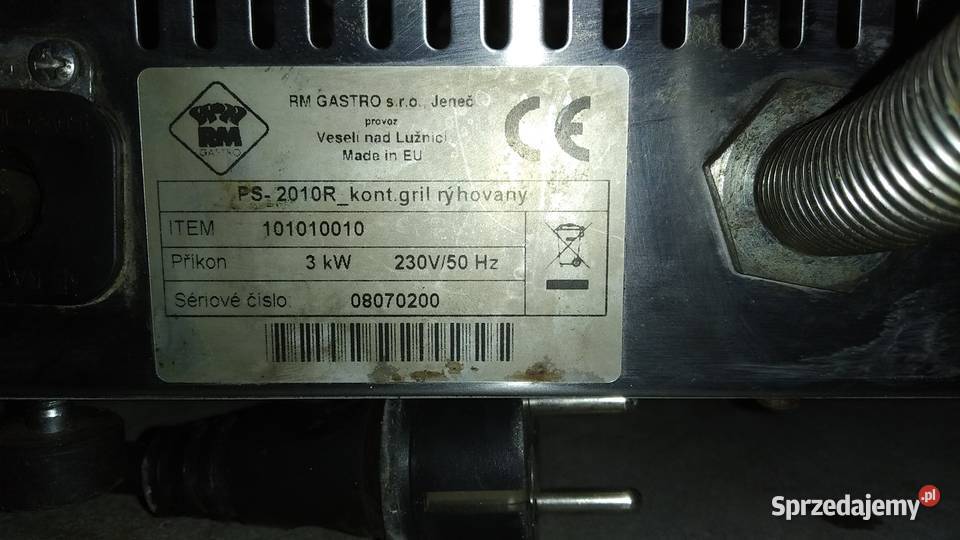 RM
GASTRO
RM GASTRO s.r.o., Jeneč
provoz
Veselí nad Lužnicí
Made in EU
CE
PS- 2010R_kont.gril rýhovaný
ITEM 101010010
Příkon 3 kW 230V/50 Hz
Sériové číslo: 08070200
Sprzedajemy.pl